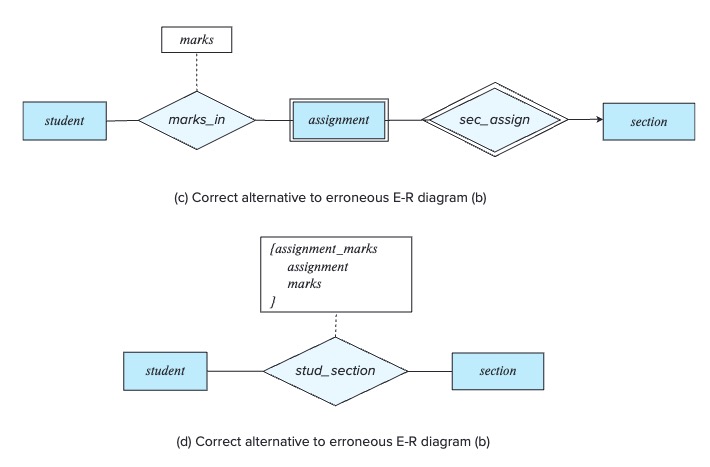 marks
student
marks_in
assignment
sec_assign
section
(c) Correct alternative to erroneous E-R diagram (b)
[assignment_marks
assignment
marks
]
student
stud_section
section
(d) Correct alternative to erroneous E-R diagram (b)